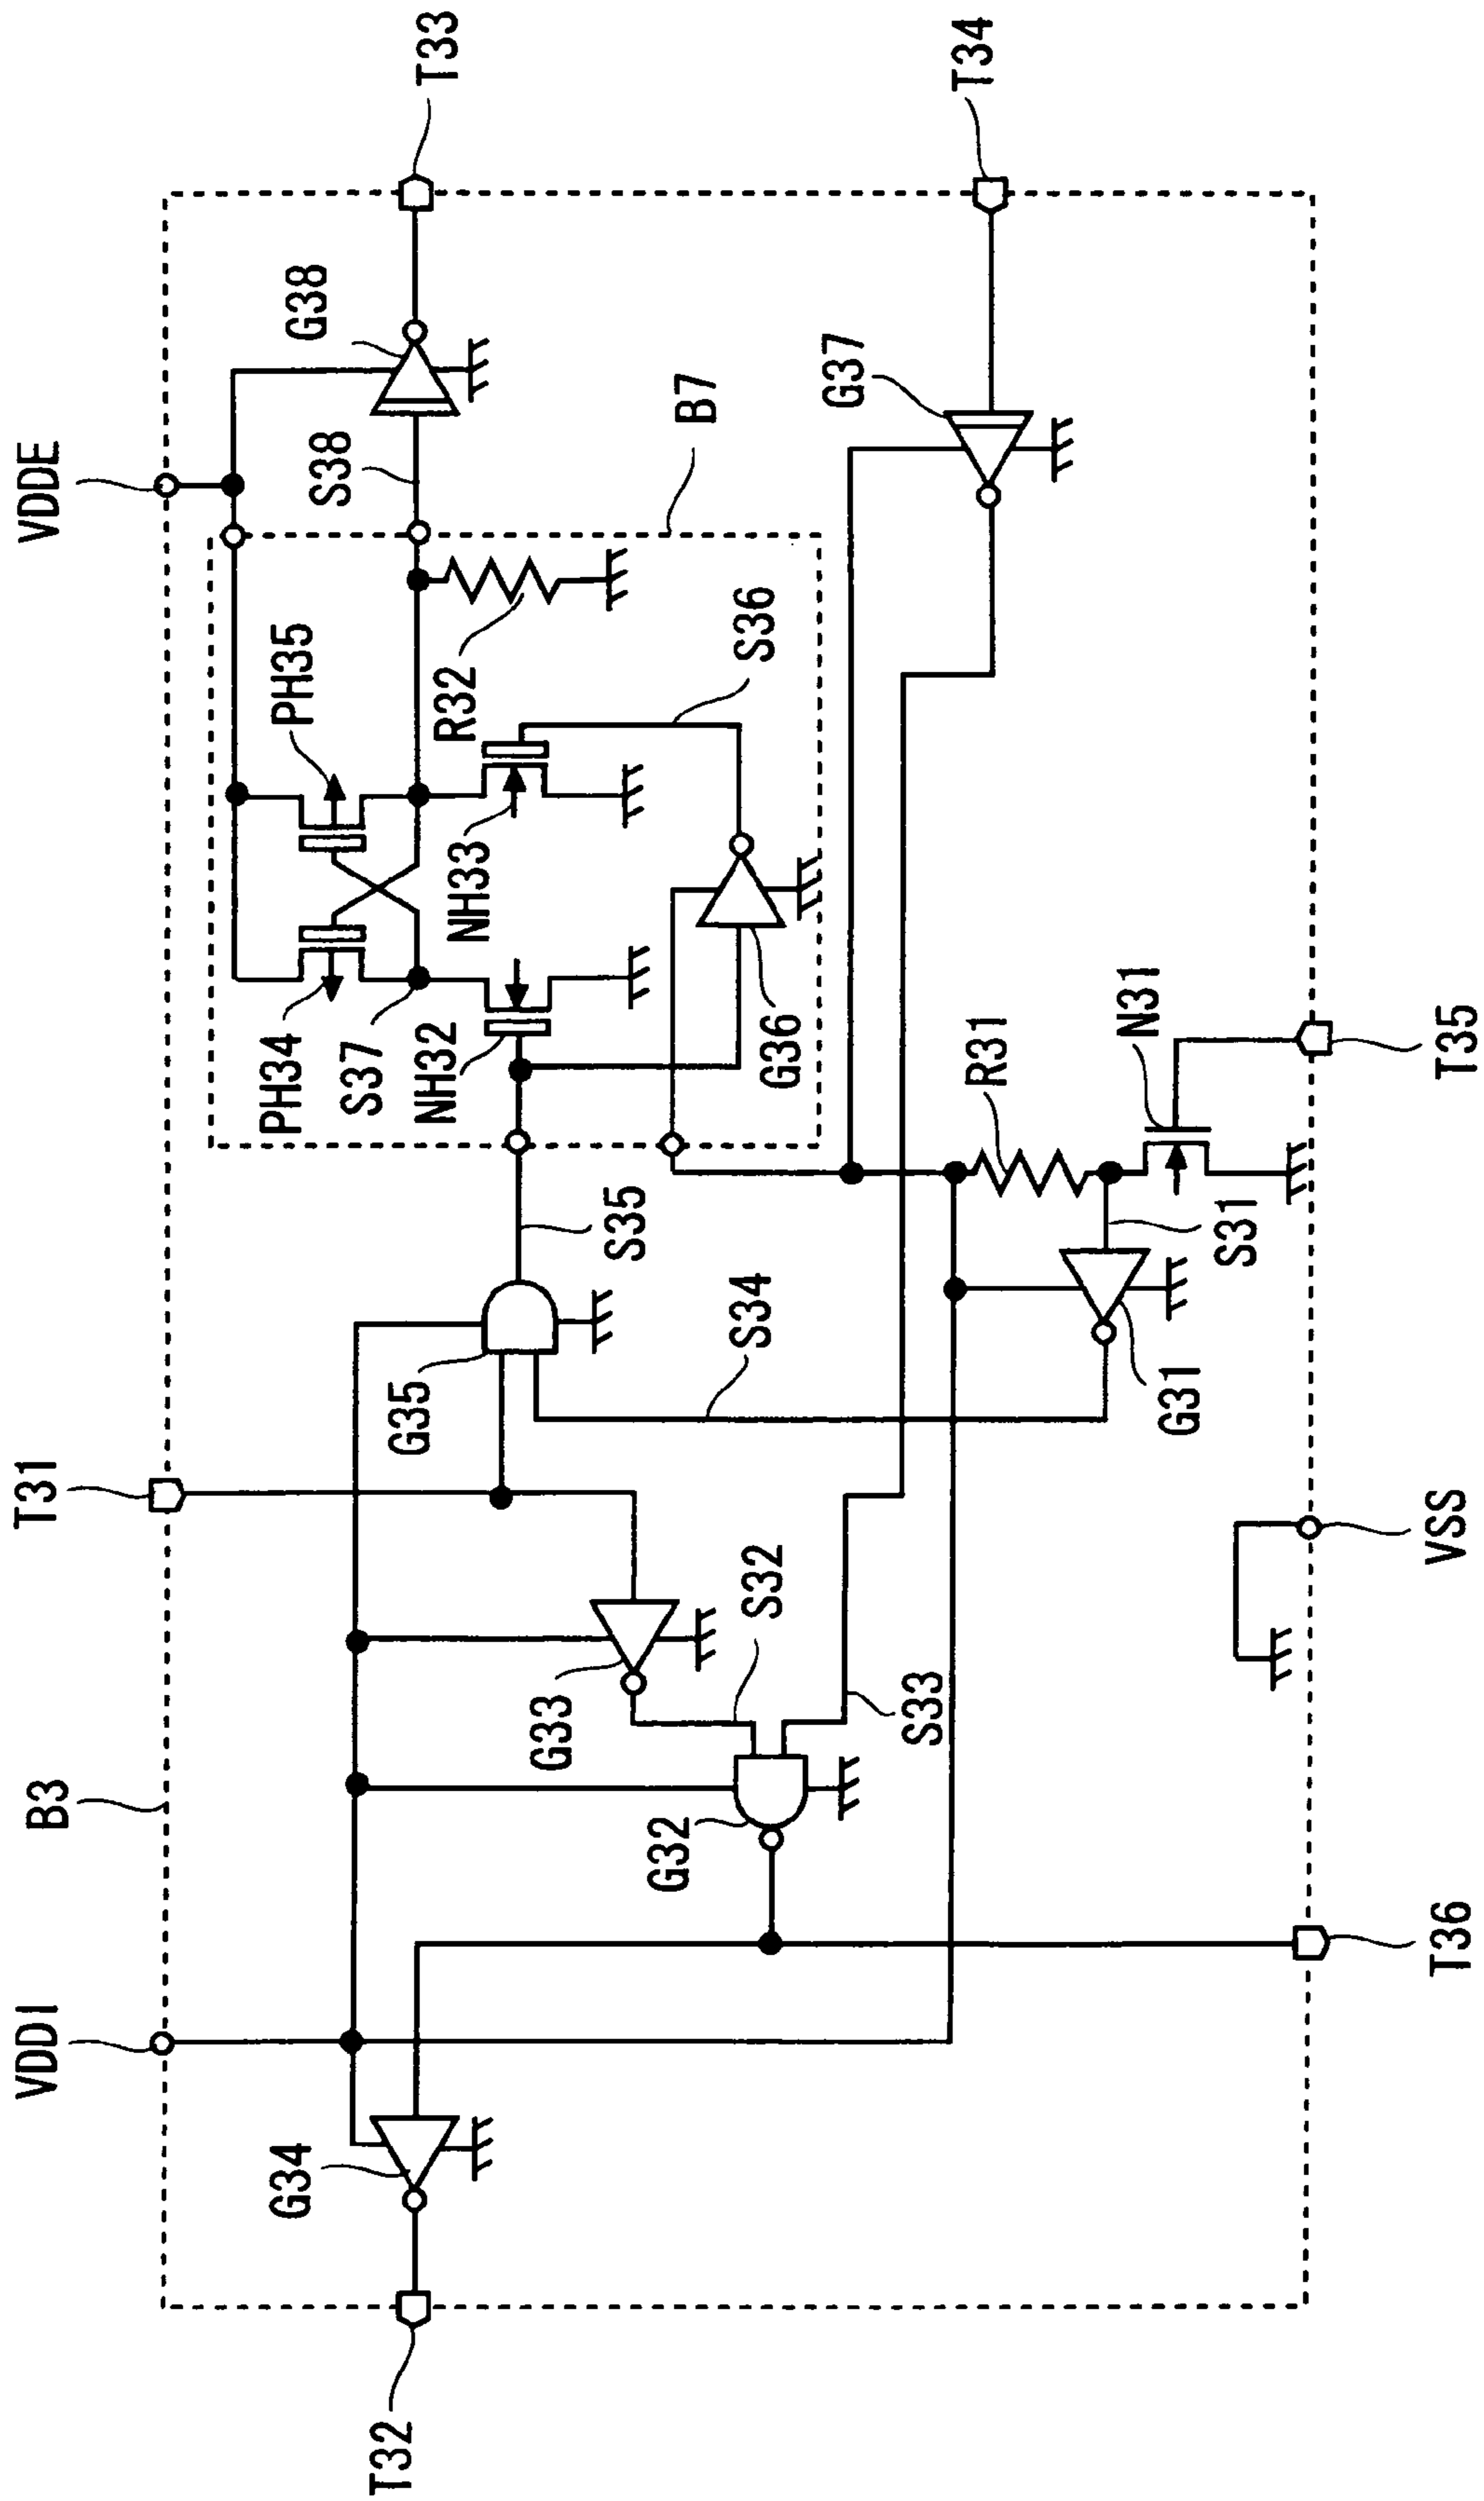 T33
T34
VDDE
G38
S38
B7
G37
PH35
R32
S36
NH33
PH34
S37
NH32
G36
R31
N31
T35
S35
S31
G35
S34
G31
T31
VSS
S32
G33
S33
B3
G32
T36
VDDI
G34
T32